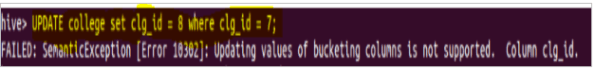 hive> UPDATE college set clg_id = 8 where clg_id = 7;
FAILED: SemanticException [Error 10302]: Updating values of bucketing columns is not supported.  Column clg_id.